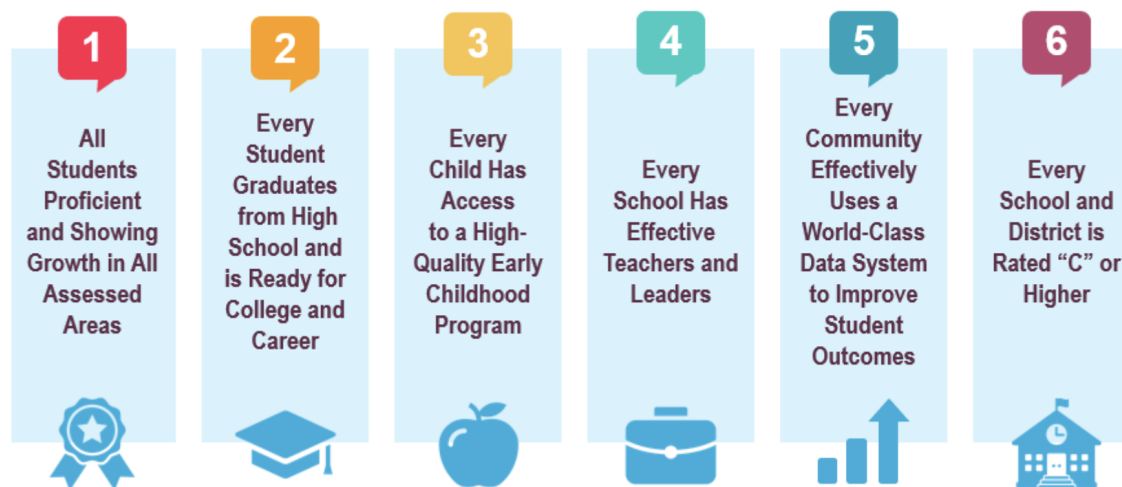 1
All
Students
Proficient
and Showing
Growth in All
Assessed
Areas
2
Every
Student
Graduates
from High
School and
is Ready for
College and
Career
3
Every
Child Has
Access
to a High-
Quality Early
Childhood
Program
4
Every
School Has
Effective
Teachers and
Leaders
5
Every
Community
Effectively
Uses a
World-Class
Data System
to Improve
Student
Outcomes
6
Every
School and
District is
Rated “C” or
Higher